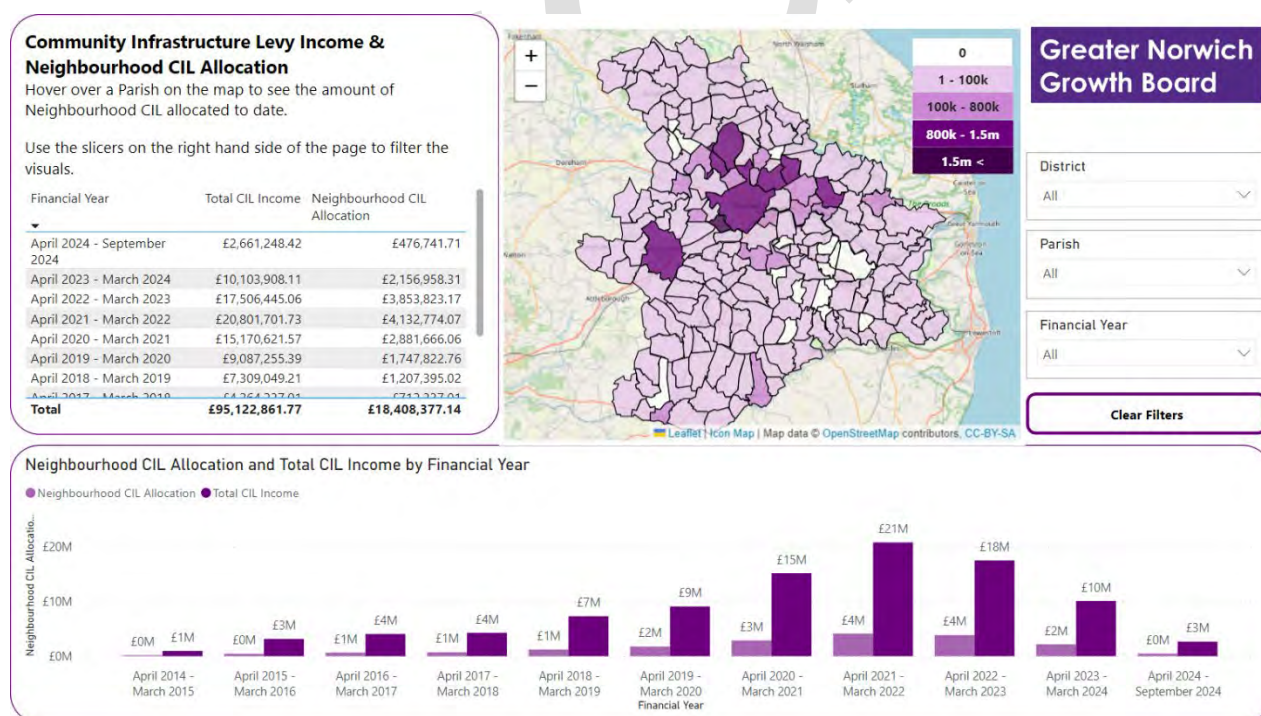 Community Infrastructure Levy Income &
Neighbourhood CIL Allocation
Hover over a Parish on the map to see the amount of
Neighbourhood CIL allocated to date.
Use the slicers on the right hand side of the page to filter the
visuals.
Financial Year Total CIL Income Neighbourhood CIL
Allocation
April 2024 - September £2,661,248.42 £476,741.71
2024
April 2023 - March 2024 £10,103,908.11 £2,156,958.31
April 2022 - March 2023 £17,506,445.06 £3,853,823.17
April 2021 - March 2022 £20,801,701.73 £4,132,774.07
April 2020 - March 2021 £15,170,621.57 £2,881,666.06
April 2019 - March 2020 £9,087,255.39 £1,747,822.76
April 2018 - March 2019 £7,309,049.21 £1,207,395.02
April 2017 - March 2018
Total £95,122,861.77 £18,408,377.14
+
−
North Walsham
Dereham
Attleborough
Lowestoft
0
1 - 100k
100k - 800k
800k - 1.5m
1.5m <
Leaflet | Icon Map | Map data © OpenStreetMap contributors, CC-BY-SA
Greater Norwich
Growth Board
District
All
Parish
All
Financial Year
All
Clear Filters
Neighbourhood CIL Allocation and Total CIL Income by Financial Year
Neighbourhood CIL Allocation Total CIL Income
Neighbourhood CIL Allocatio...
£20M
£10M
£0M
£0M £1M
£0M £3M
£1M £4M
£1M £4M
£1M £7M
£2M £9M
£3M £15M
£4M £21M
£4M £18M
£2M £10M
£0M £3M
April 2014 - April 2015 - April 2016 - April 2017 - April 2018 - April 2019 - April 2020 - April 2021 - April 2022 - April 2023 - April 2024 -
March 2015 March 2016 March 2017 March 2018 March 2019 March 2020 March 2021 March 2022 March 2023 March 2024 September 2024
Financial Year